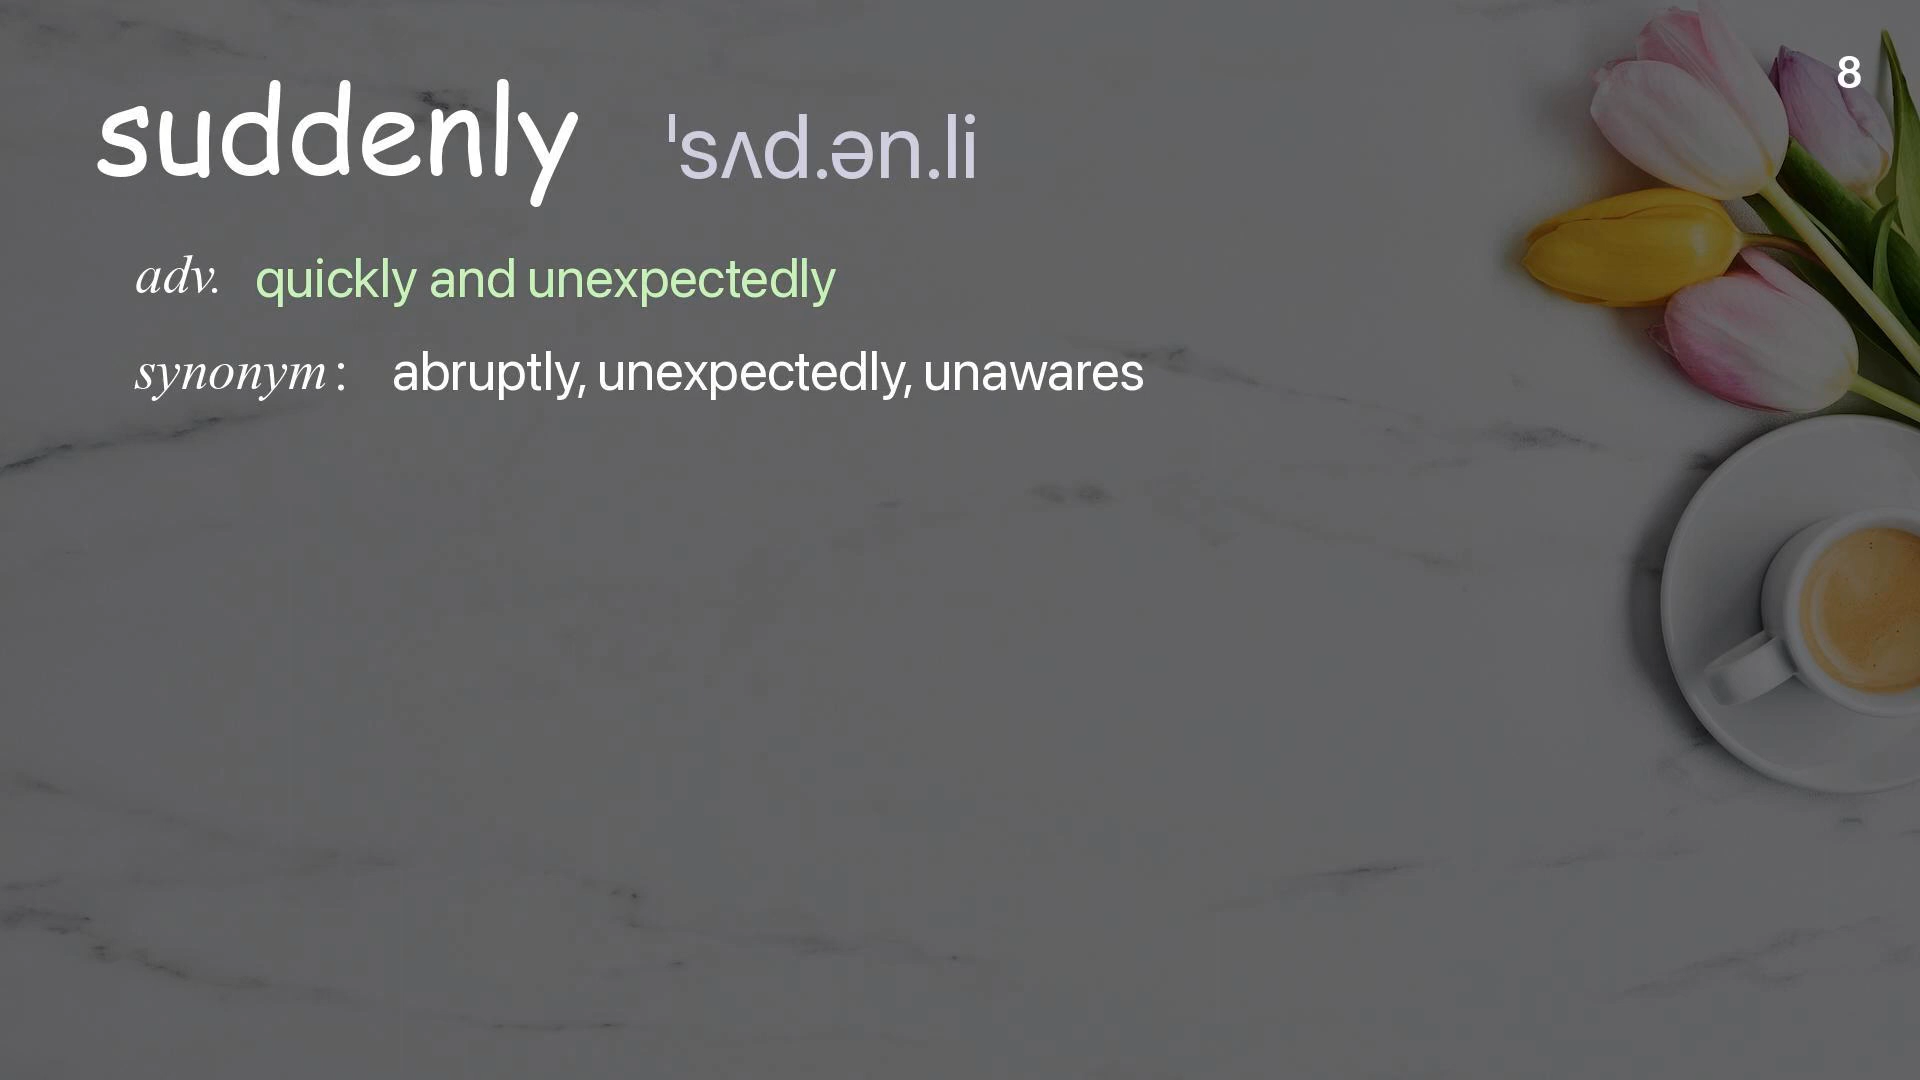 8
suddenly ˈsʌd.ən.li
adv. quickly and unexpectedly
synonym : abruptly, unexpectedly, unawares